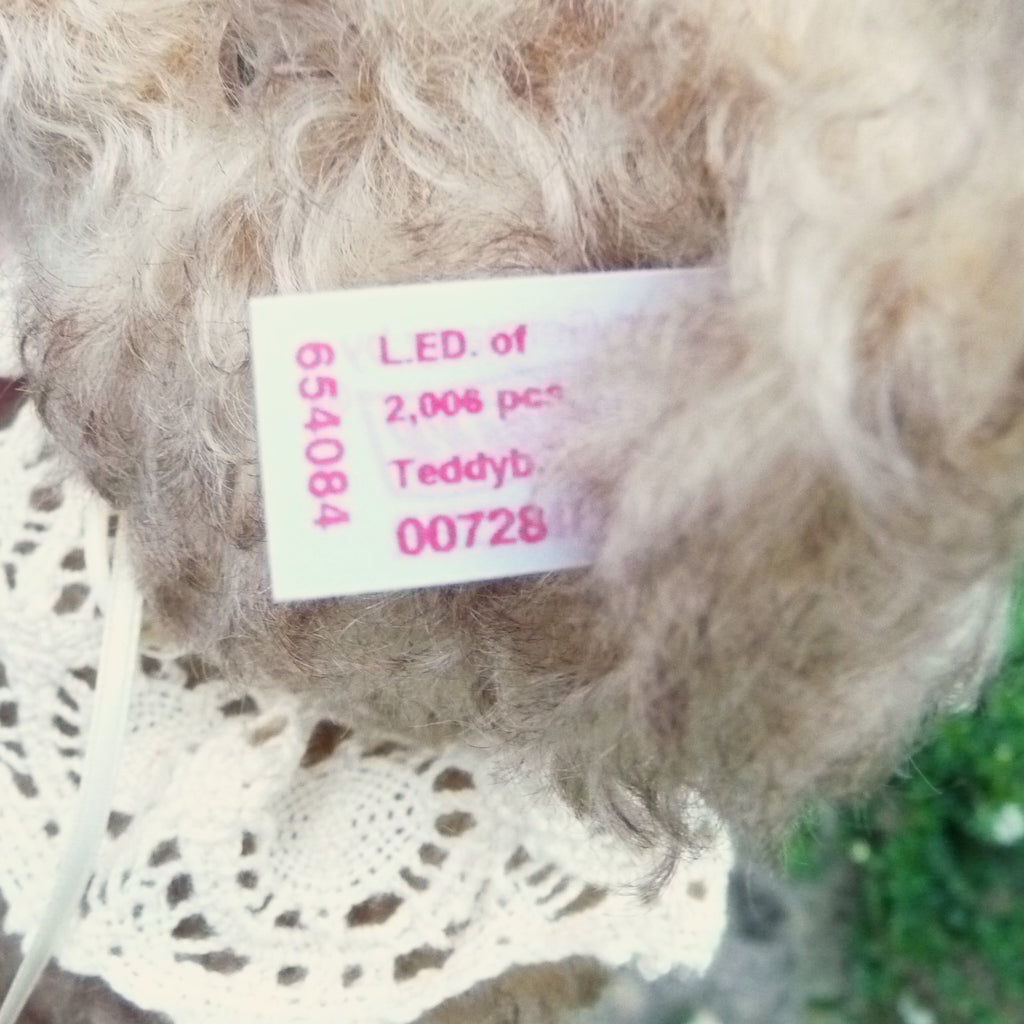 654084
L.ED. of
2,006 pcs
Teddyb
00728